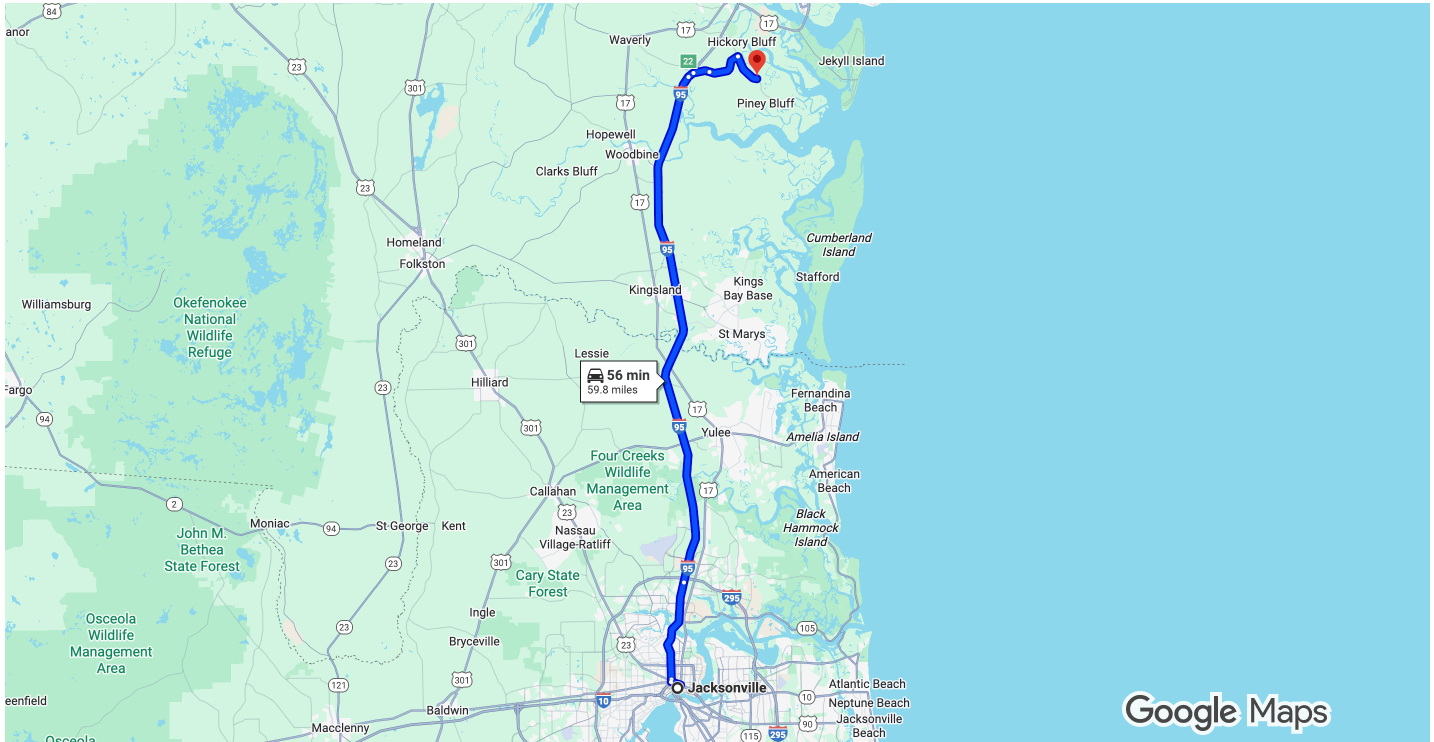 84
anor
17
17
Waverly
Hickory Bluff
22
Jekyll Island
23
301
95
17
Piney Bluff
Hopewell
Woodbine
Clarks Bluff
23
17
Homeland
Folkston
95
Cumberland
Island
Stafford
Williamsburg
Okefenokee
National
Wildlife
Refuge
Kingsland
Kings
Bay Base
St Marys
301
Lessie
56 min
59.8 miles
Hilliard
Fargo
23
94
17
Fernandina
Beach
301
95
Yulee
Amelia Island
Four Creeks
Wildlife
Management
Area
American
Beach
Callahan
17
2
23
Black
Hammock
Island
Moniac
94
St George
Kent
Nassau
Village-Ratliff
John M.
Bethea
State Forest
23
301
95
Cary State
Forest
295
Osceola
Wildlife
Management
Area
Ingle
23
105
Bryceville
23
301
121
Jacksonville
Atlantic Beach
eenfield
10
10
Neptune Beach
Baldwin
Jacksonville
Beach
Macclenny
115
295
90
Osceola
Google Maps